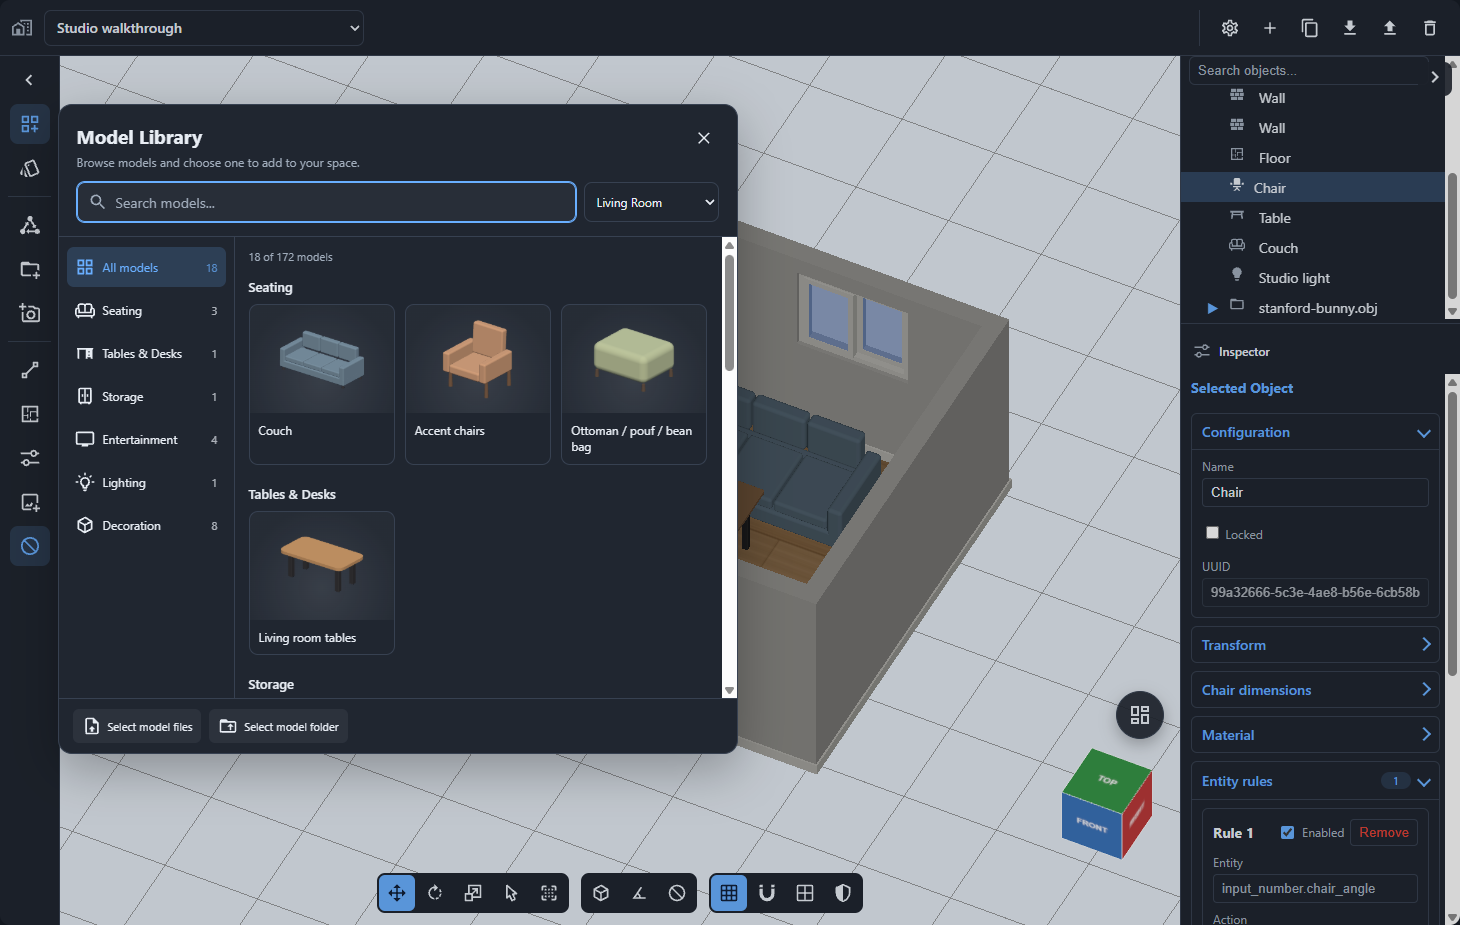 Studio walkthrough
Search objects...
Wall
Wall
Floor
Chair
Table
Couch
Studio light
stanford-bunny.obj
Model Library
Browse models and choose one to add to your space.
Search models...
Living Room
All models 18
Seating 3
Tables & Desks 1
Storage 1
Entertainment 4
Lighting 1
Decoration 8
18 of 172 models
Seating
Couch
Accent chairs
Ottoman / pouf / bean
bag
Tables & Desks
Living room tables
Storage
Select model files
Select model folder
Inspector
Selected Object
Configuration
Name
Chair
Locked
UUID
99a32666-5c3e-4ae8-b56e-6cb58b
Transform
Chair dimensions
Material
Entity rules 1
Rule 1 Enabled Remove
Entity
input_number.chair_angle
Action
TOP
FRONT